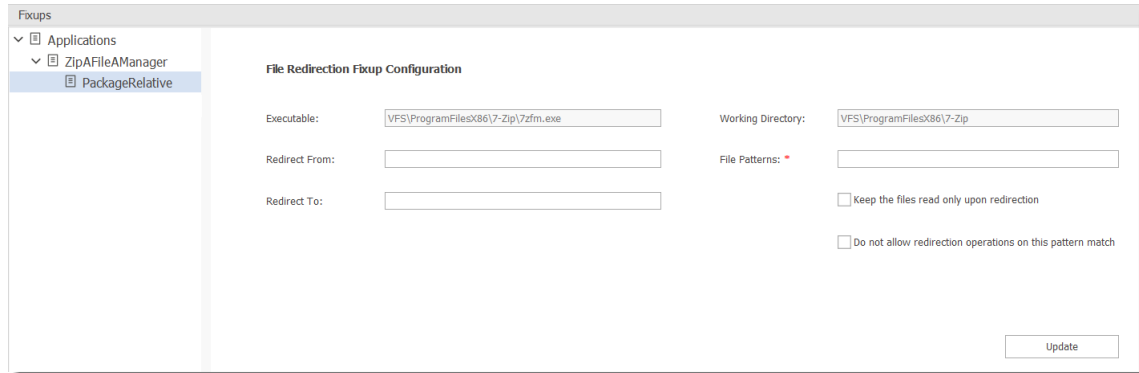 Fixups
Applications
ZipAFileAManager
PackageRelative
File Redirection Fixup Configuration
Executable: VFS\ProgramFilesX86\7-Zip\7zfm.exe Working Directory: VFS\ProgramFilesX86\7-Zip
Redirect From: File Patterns: *
Redirect To: Keep the files read only upon redirection
Do not allow redirection operations on this pattern match
Update